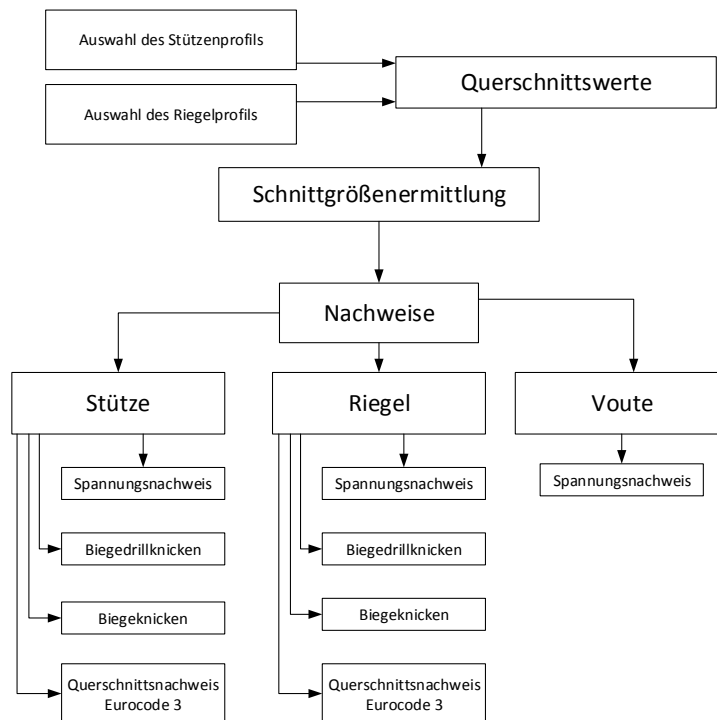 Auswahl des Stützenprofils
Querschnittswerte
Auswahl des Riegelprofils
Schnittgrößenermittlung
Nachweise
Stütze
Riegel
Voute
Spannungsnachweis
Spannungsnachweis
Spannungsnachweis
Biegedrillknicken
Biegedrillknicken
Biegeknicken
Biegeknicken
Querschnittsnachweis
Eurocode 3
Querschnittsnachweis
Eurocode 3